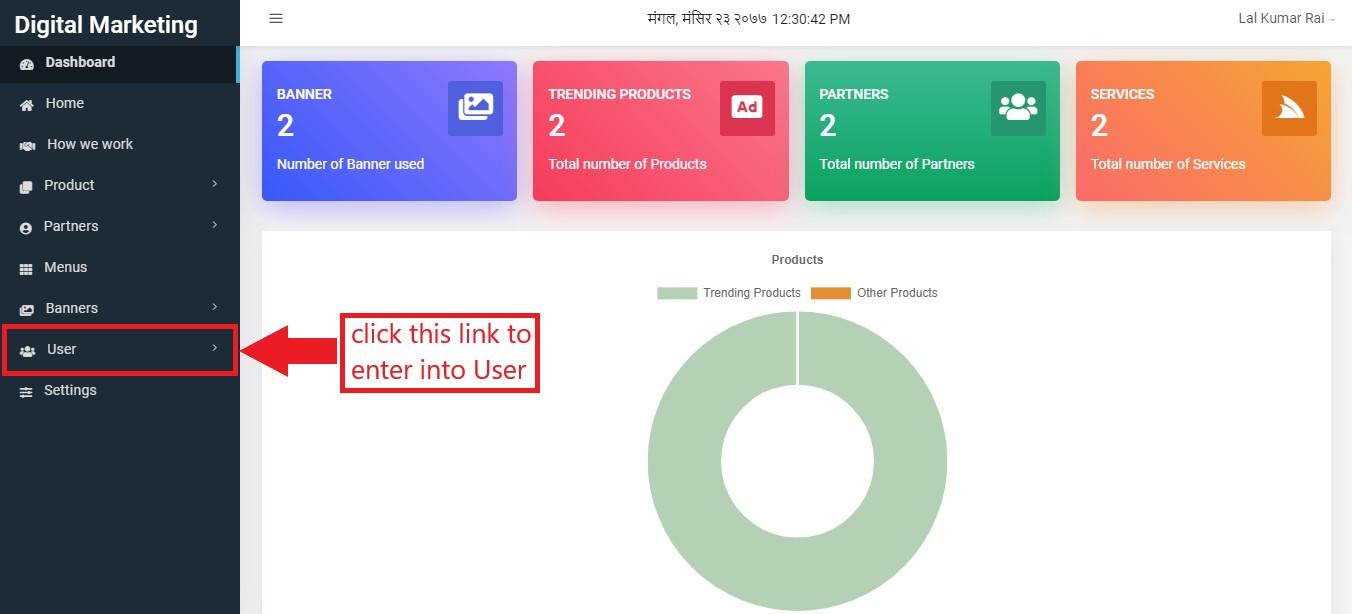 Digital Marketing
मंगल, मंसिर २३ २०७७ 12:30:42 PM
Lal Kumar Rai
Dashboard
Home
How we work
Product
Partners
Menus
Banners
User
Settings
BANNER
2
Number of Banner used
TRENDING PRODUCTS
2
Total number of Products
Ad
PARTNERS
2
Total number of Partners
SERVICES
2
Total number of Services
Products
Trending Products
Other Products
click this link to
enter into User